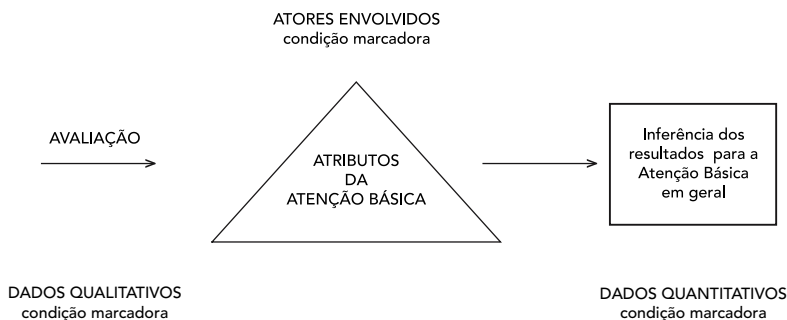 ATORES ENVOLVIDOS
condição marcadora
AVALIAÇÃO
ATRIBUTOS
DA
ATENÇÃO BÁSICA
Inferência dos
resultados para a
Atenção Básica
em geral
DADOS QUALITATIVOS
condição marcadora
DADOS QUANTITATIVOS
condição marcadora